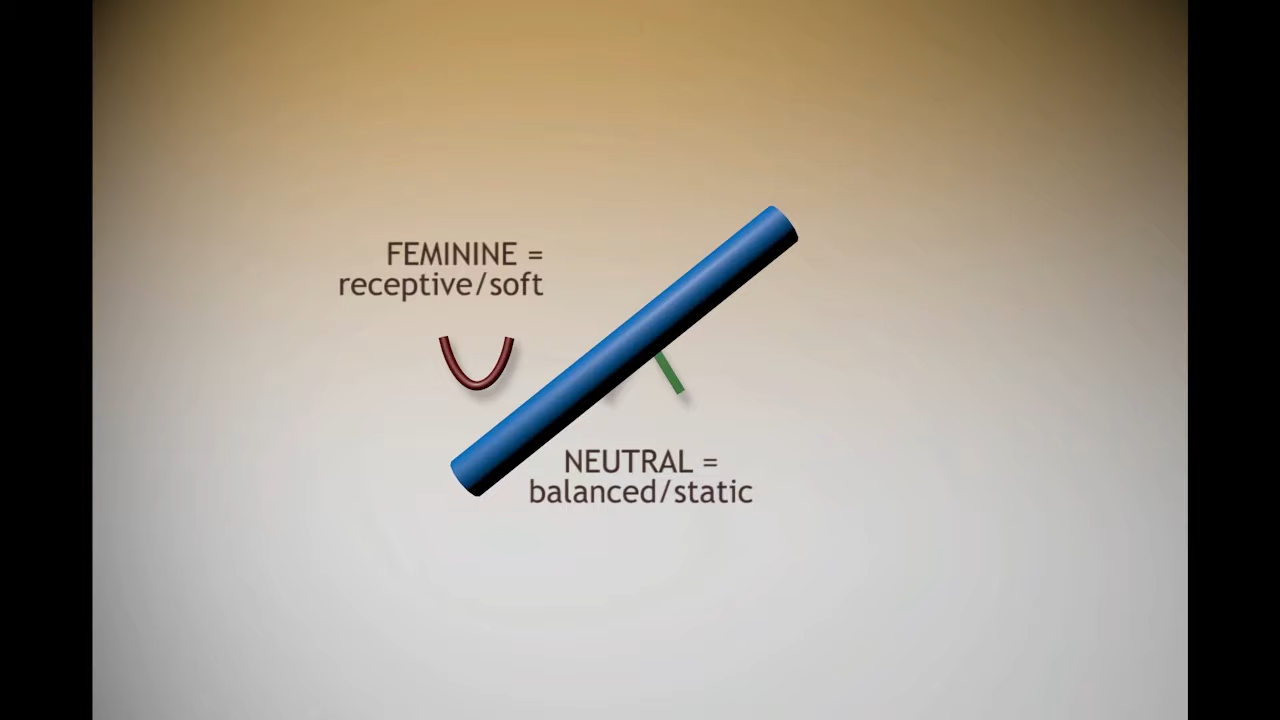 FEMININE =
receptive/soft
NEUTRAL =
balanced/static